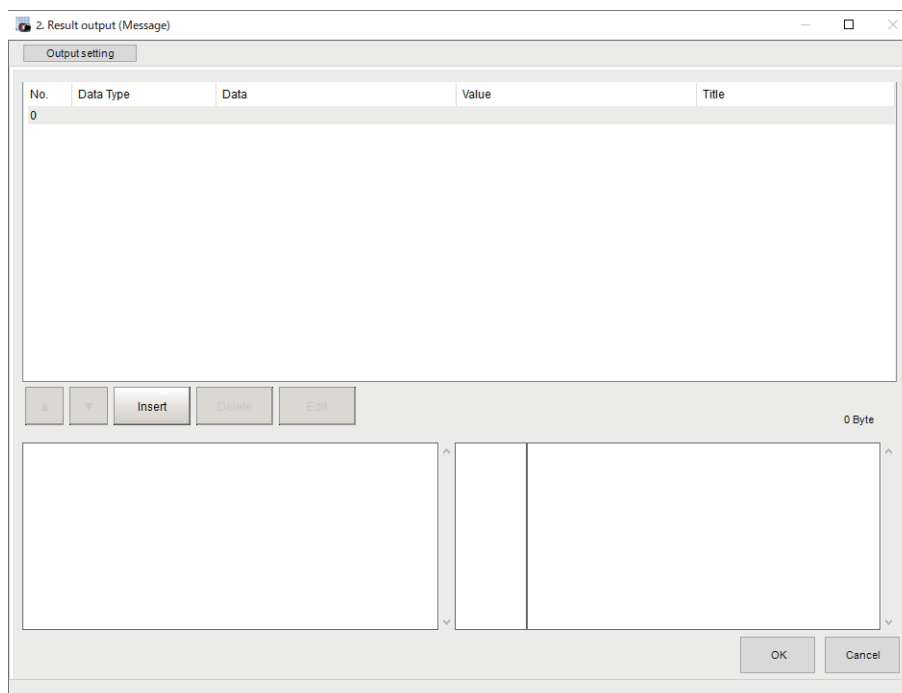 2. Result output (Message)
Output setting
No. Data Type Data Value Title
0
Insert Delete Edit
0 Byte
OK Cancel